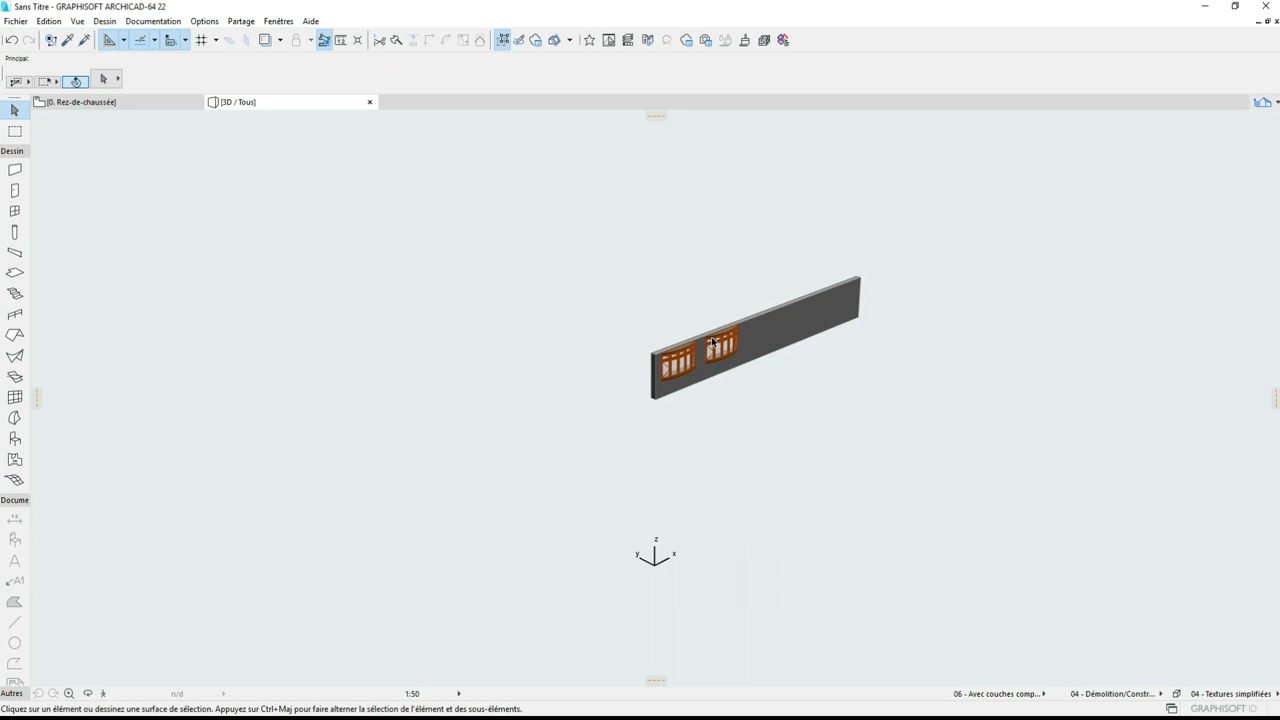 Sans Titre - GRAPHISOFT ARCHICAD-64 22
Fichier Edition Vue Dessin Documentation Options Partage Fenêtres Aide
Principal:
[0. Rez-de-chaussée] [3D / Tous]
Dessin
z
y x
Docume
A
A1
Autres n/d 1:50 06 - Avec couches comp... 04 - Démolition/Constr... 04 - Textures simplifiées
Cliquez sur un élément ou dessinez une surface de sélection. Appuyez sur Ctrl+Maj pour faire alterner la sélection de l'élément et des sous-éléments. GRAPHISOFT ID